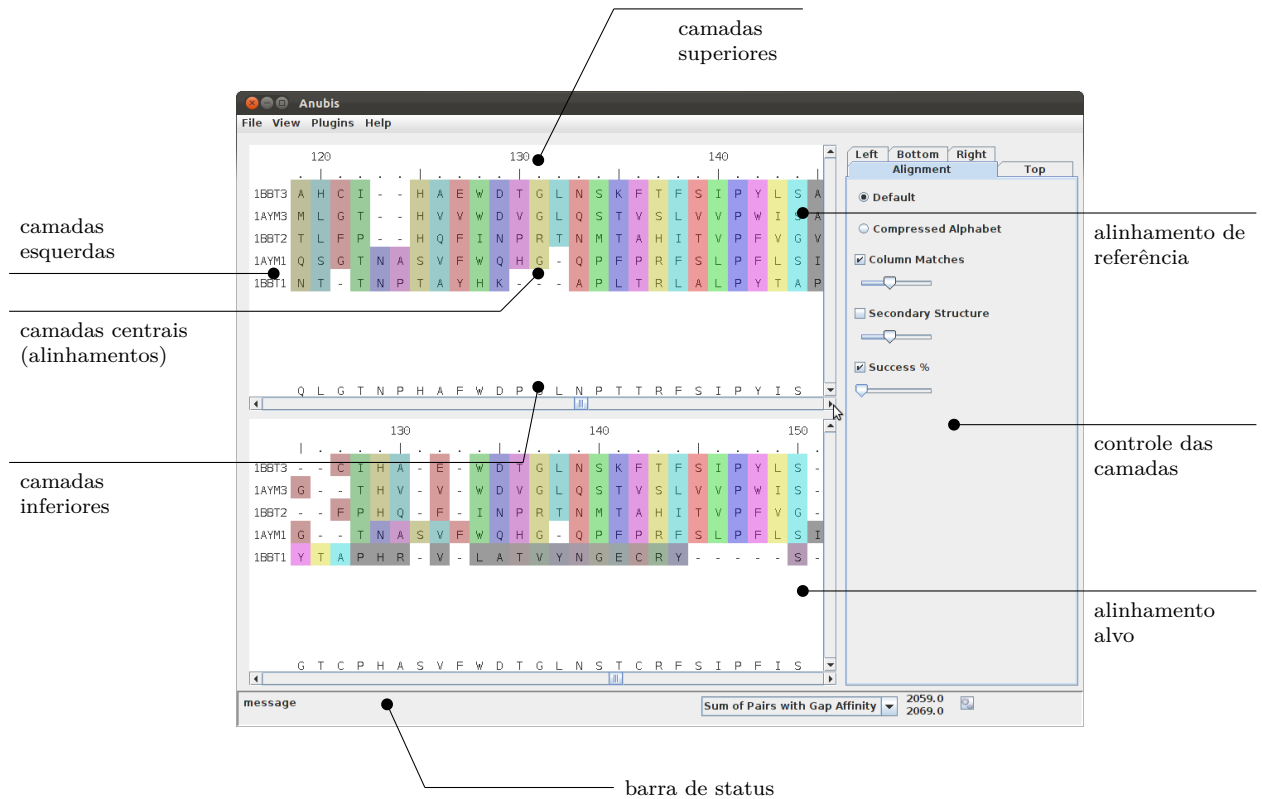 camadas
superiores
Anubis
File View Plugins Help
120 130 140
1BBT3 A H C I - - H A E W D T G L N S K F T F S I P Y L S A
1AYM3 M L G T - - H V V W D V G L Q S T V S L V V P W I S A
1BBT2 T L F P - - H Q F I N P R T N M T A H I T V P F V G V
1AYM1 Q S G T N A S V F W Q H G - Q P F P R F S L P F L S I
1BBT1 N T - T N P T A Y H K - - - A P L T R L A L P Y T A P
Q L G T N P H A F W D P G L N P T T R F S I P Y I S
130 140 150
1BBT3 - - C I H A - E - W D T G L N S K F T F S I P Y L S -
1AYM3 G - - T H V - V - W D V G L Q S T V S L V V P W I S -
1BBT2 - - F P H Q - F - I N P R T N M T A H I T V P F V G -
1AYM1 G - - T N A S V F W Q H G - Q P F P R F S L P F L S I
1BBT1 Y T A P H R - V - L A T V Y N G E C R Y - - - - - S -
G T C P H A S V F W D T G L N S T C R F S I P F I S
Left Bottom Right
Alignment Top
Default
Compressed Alphabet
Column Matches
Secondary Structure
Success %
message
Sum of Pairs with Gap Affinity
2059.0
2069.0
camadas
esquerdas
camadas centrais
(alinhamentos)
camadas
inferiores
alinhamento de
referência
controle das
camadas
alinhamento
alvo
barra de status